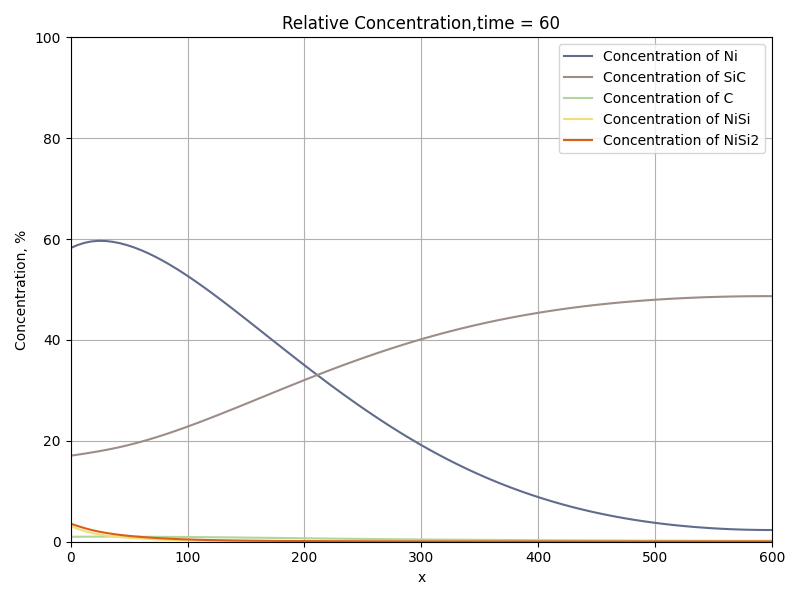 Relative Concentration,time = 60
100
80
60
40
20
0
Concentration, %
Concentration of Ni
Concentration of SiC
Concentration of C
Concentration of NiSi
Concentration of NiSi2
0 100 200 300 400 500 600
x